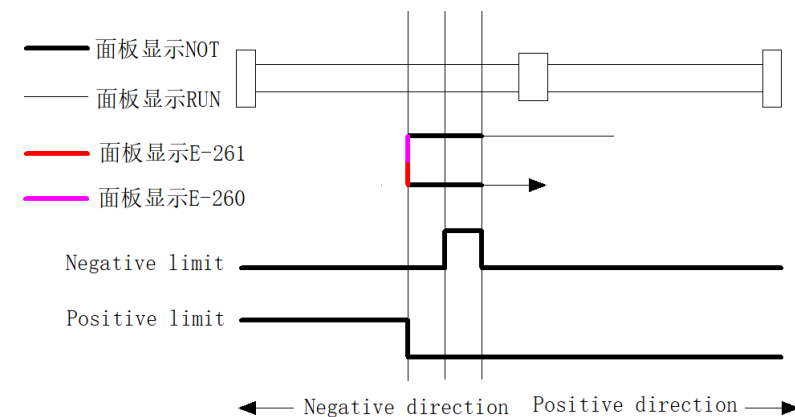 面板显示NOT
面板显示RUN
面板显示E-261
面板显示E-260
Negative limit
Positive limit
Negative direction
Positive direction